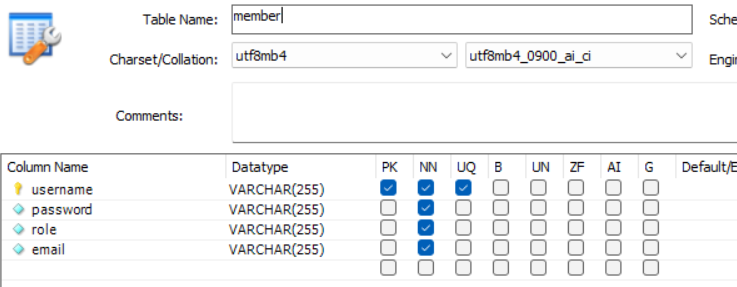 Table Name: member Sche
Charset/Collation: utf8mb4 utf8mb4_0900_ai_ci Engin
Comments:
Column Name Datatype PK NN UQ B UN ZF AI G Default/E
username VARCHAR(255)
password VARCHAR(255)
role VARCHAR(255)
email VARCHAR(255)